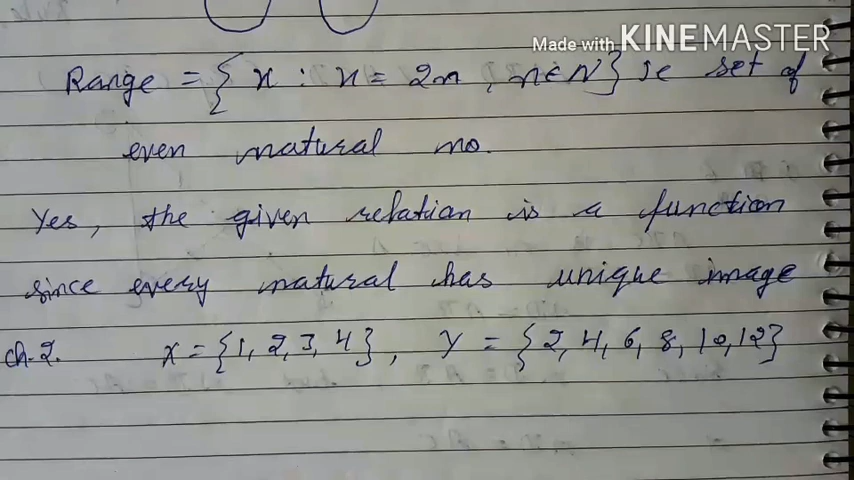 Made with KINEMASTER
Range = { x : x = 2n , n ∈ N } ie set of
even natural no.
Yes, the given relation is a function
since every natural has unique image
Ch-2. X = {1, 2, 3, 4} , Y = {2, 4, 6, 8, 10, 12}